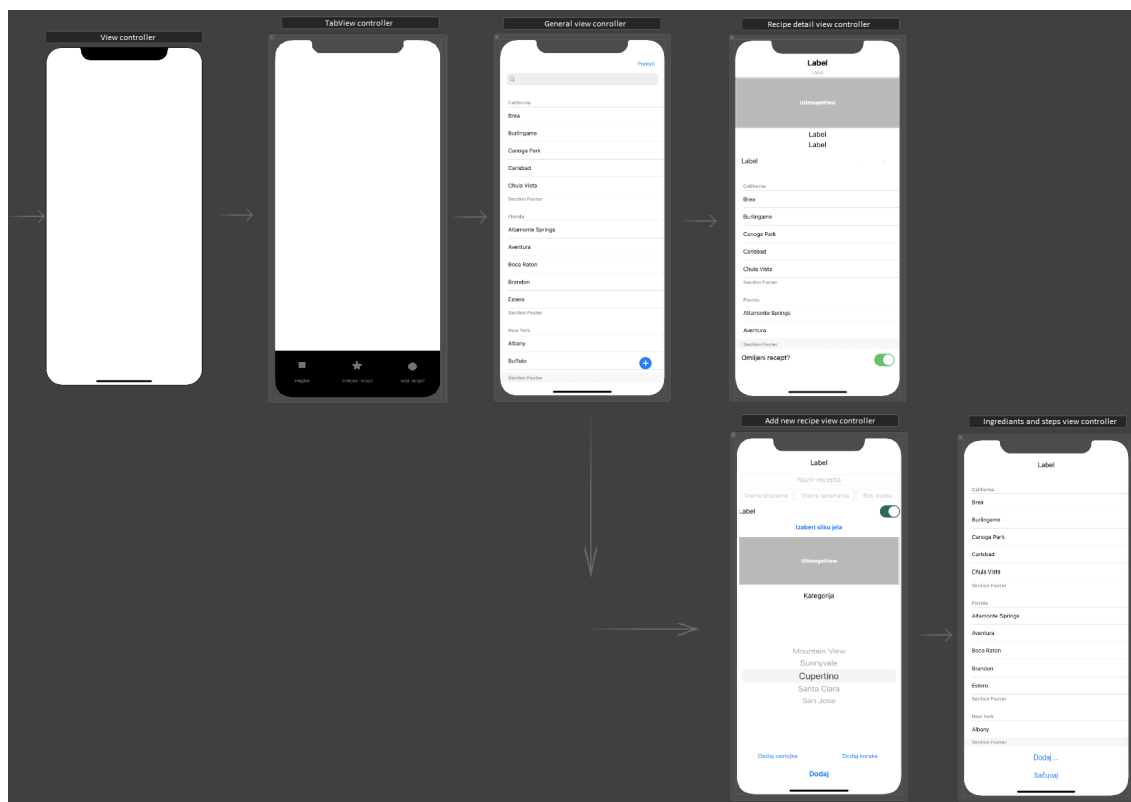 View controller
TabView controller
General view conroller
Poništi
California
Brea
Burlingame
Canoga Park
Carlsbad
Chula Vista
Section Footer
Florida
Altamonte Springs
Aventura
Boca Raton
Brandon
Estero
Section Footer
New York
Albany
Buffalo
Section Footer
Recipe detail view controller
Label
Label
UIImageView
Label
Label
Label
California
Brea
Burlingame
Canoga Park
Carlsbad
Chula Vista
Section Footer
Florida
Altamonte Springs
Aventura
Section Footer
Omiljeni recept?
Add new recipe view controller
Label
Naziv recepta
Vreme pripreme Vreme spremanja Broj osoba
Label
Izaberi sliku jela
UIImageView
Kategorija
Mountain View
Sunnyvale
Cupertino
Santa Clara
San Jose
Dodaj sastojke Dodaj korake
Dodaj
Ingrediants and steps view controller
Label
California
Brea
Burlingame
Canoga Park
Carlsbad
Chula Vista
Section Footer
Florida
Altamonte Springs
Aventura
Boca Raton
Brandon
Estero
Section Footer
New York
Albany
Section Footer
Dodaj ...
Sačuvaj